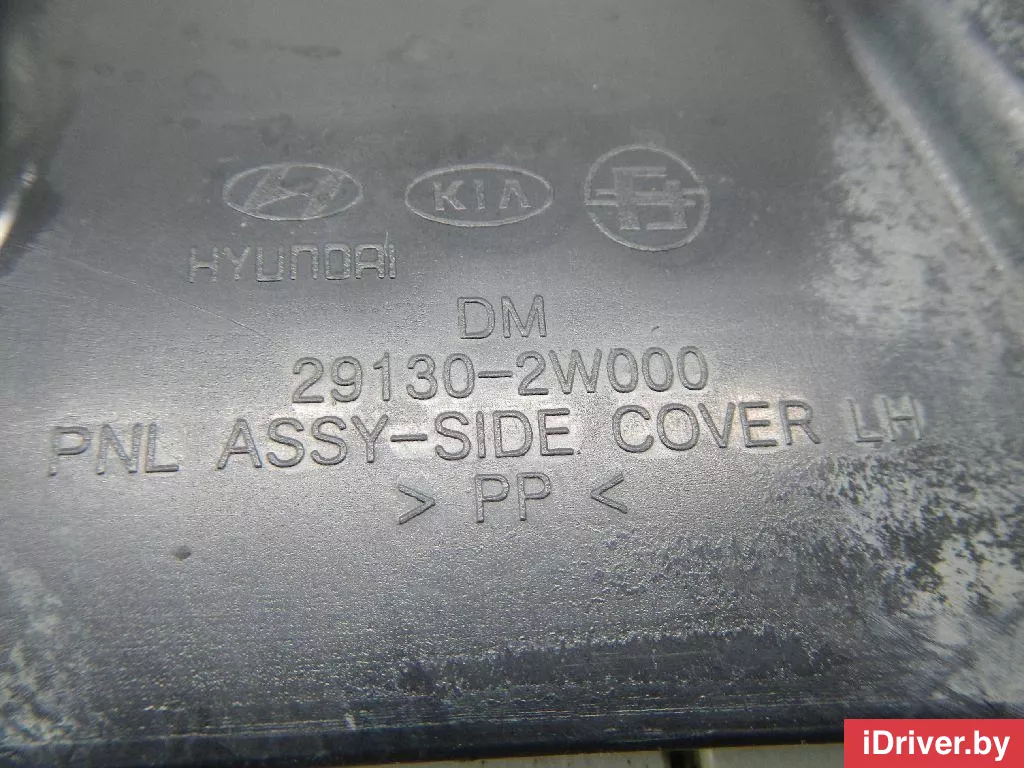 KIA
HYUNDAI
DM
29130-2W000
PNL ASSY-SIDE COVER LH
> PP <
iDriver.by